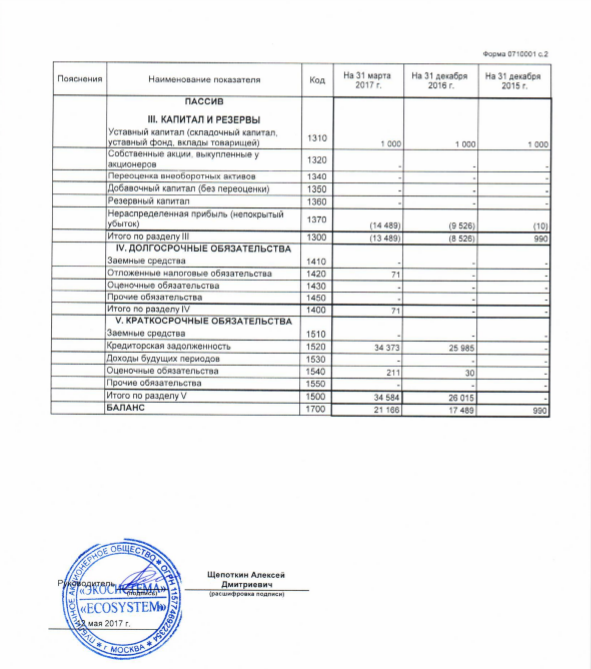 Форма 0710001 с.2
Пояснения Наименование показателя Код На 31 марта 2017 г. На 31 декабря 2016 г. На 31 декабря 2015 г.
ПАССИВ
III. КАПИТАЛ И РЕЗЕРВЫ
Уставный капитал (складочный капитал,
уставный фонд, вклады товарищей) 1310 1 000 1 000 1 000
Собственные акции, выкупленные у
акционеров 1320 - - -
Переоценка внеоборотных активов 1340 - - -
Добавочный капитал (без переоценки) 1350 - - -
Резервный капитал 1360 - - -
Нераспределенная прибыль (непокрытый
убыток) 1370 (14 489) (9 526) (10)
Итого по разделу III 1300 (13 489) (8 526) 990
IV. ДОЛГОСРОЧНЫЕ ОБЯЗАТЕЛЬСТВА
Заемные средства 1410 - - -
Отложенные налоговые обязательства 1420 71 - -
Оценочные обязательства 1430 - - -
Прочие обязательства 1450 - - -
Итого по разделу IV 1400 71 - -
V. КРАТКОСРОЧНЫЕ ОБЯЗАТЕЛЬСТВА
Заемные средства 1510 - - -
Кредиторская задолженность 1520 34 373 25 985 -
Доходы будущих периодов 1530 - - -
Оценочные обязательства 1540 211 30 -
Прочие обязательства 1550 - - -
Итого по разделу V 1500 34 584 26 015 -
БАЛАНС 1700 21 166 17 489 990
Руководитель
(подпись)
Щепоткин Алексей
Дмитриевич
(расшифровка подписи)
ПУБЛИЧНОЕ АКЦИОНЕРНОЕ ОБЩЕСТВО * ОГРН 1157746922354 * г. МОСКВА *
«ЭКОСИСТЕМА»
«ECOSYSTEM»
12 мая 2017 г.